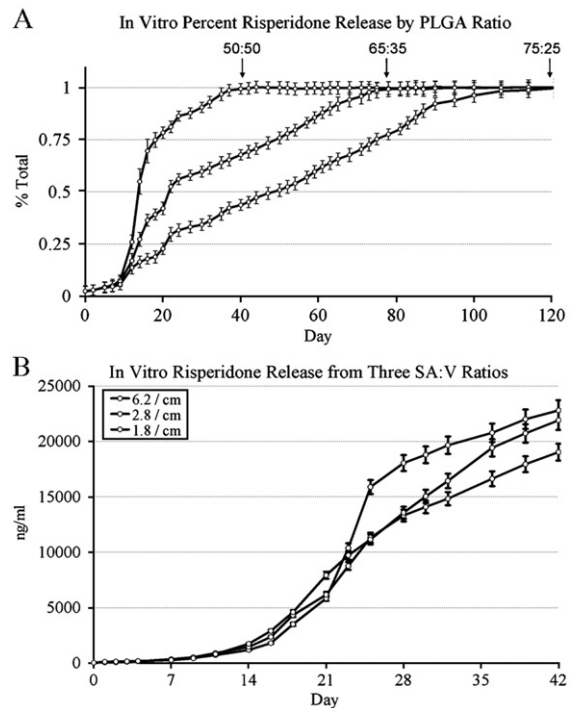 A
In Vitro Percent Risperidone Release by PLGA Ratio
50:50 65:35 75:25
% Total
1
0.75
0.5
0.25
0
0 20 40 60 80 100 120
Day
B
In Vitro Risperidone Release from Three SA:V Ratios
6.2 / cm
2.8 / cm
1.8 / cm
ng/ml
25000
20000
15000
10000
5000
0
0 7 14 21 28 35 42
Day